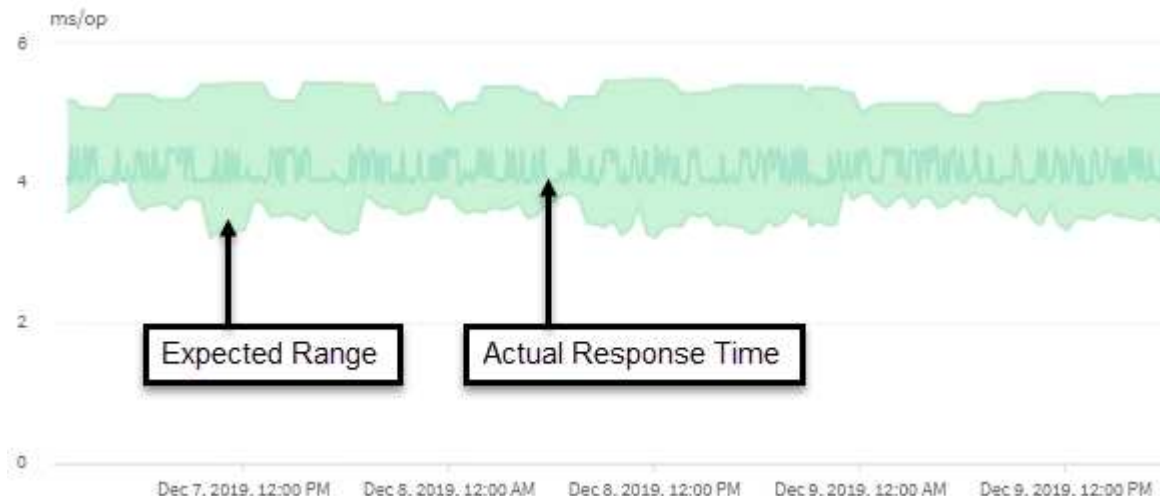 ms/op
6
4
2
0
Expected Range
Actual Response Time
Dec 7, 2019, 12:00 PM
Dec 8, 2019, 12:00 AM
Dec 8, 2019, 12:00 PM
Dec 9, 2019, 12:00 AM
Dec 9, 2019, 12:00 PM